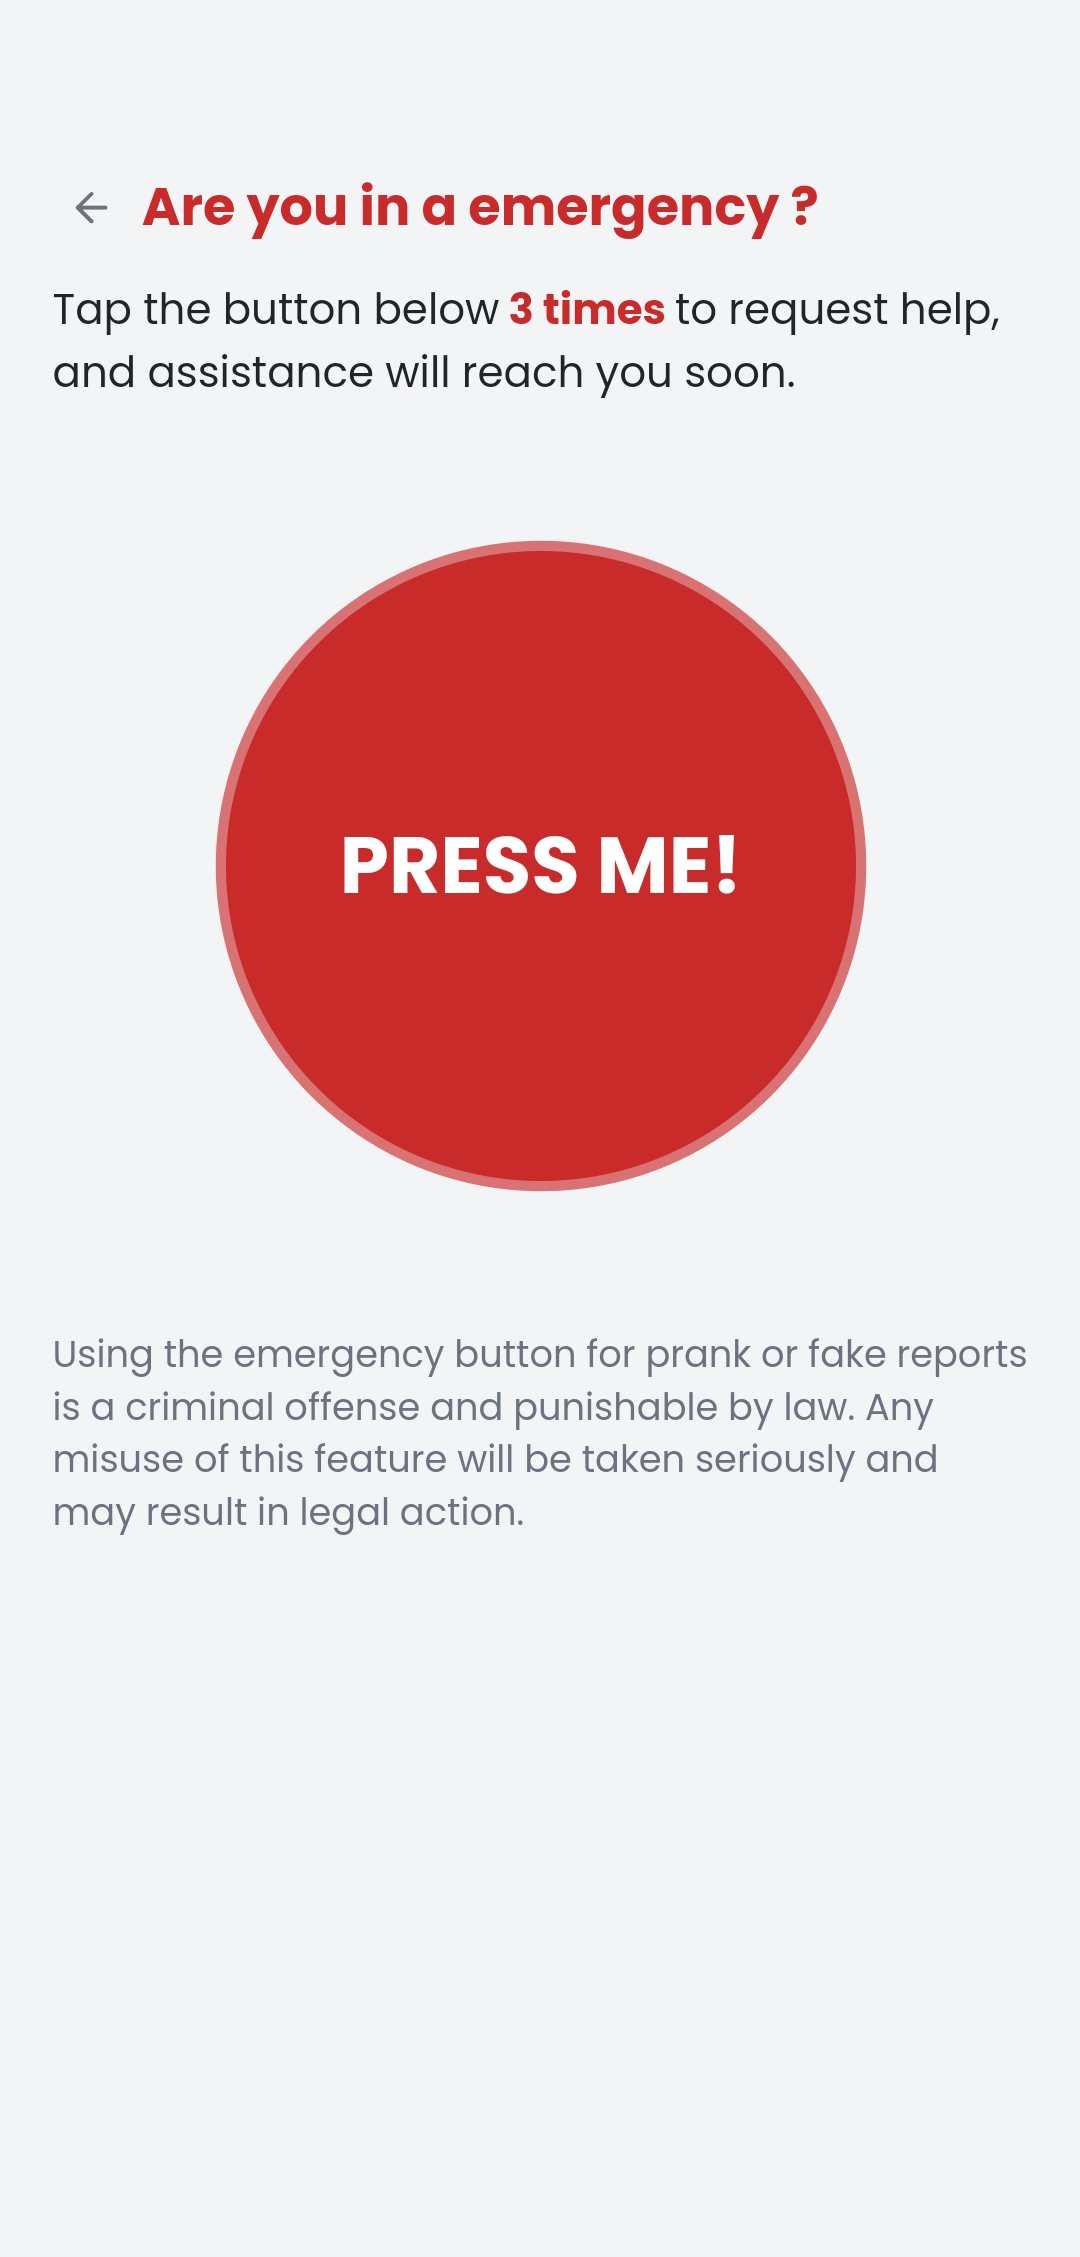 Are you in a emergency ?
Tap the button below 3 times to request help,
and assistance will reach you soon.
PRESS ME!
Using the emergency button for prank or fake reports
is a criminal offense and punishable by law. Any
misuse of this feature will be taken seriously and
may result in legal action.